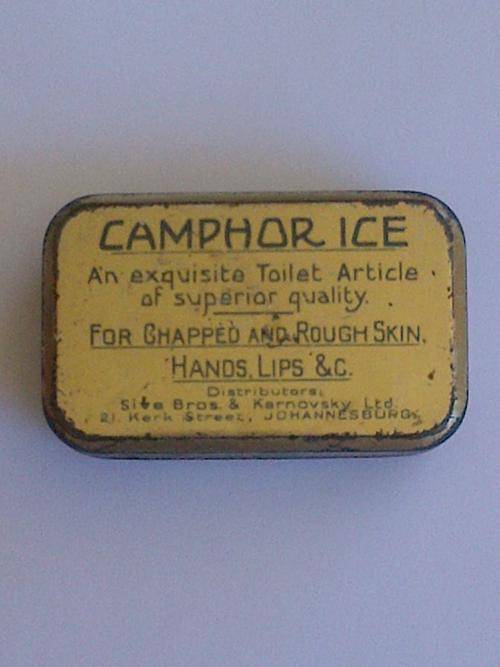 CAMPHOR ICE
An exquisite Toilet Article
of superior quality.
FOR CHAPPED AND ROUGH SKIN,
HANDS, LIPS &C.
Distributors:
Sive Bros. & Karnovsky Ltd.
21, Kerk Street, JOHANNESBURG.